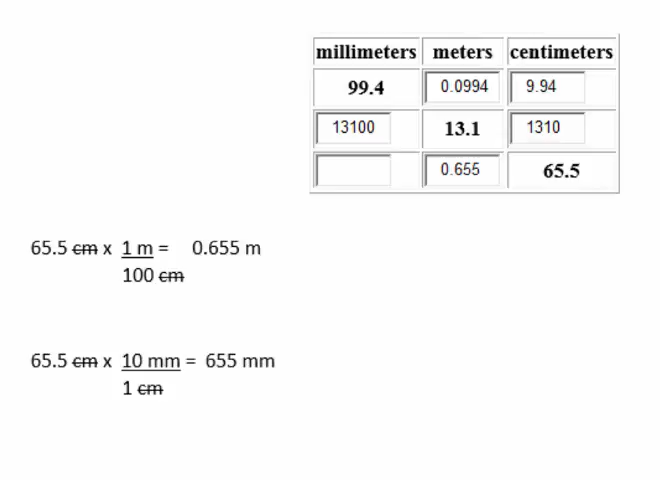 millimeters meters centimeters
99.4 0.0994 9.94
13100 13.1 1310
0.655 65.5
65.5 cm x 1 m = 0.655 m
100 cm
65.5 cm x 10 mm = 655 mm
1 cm